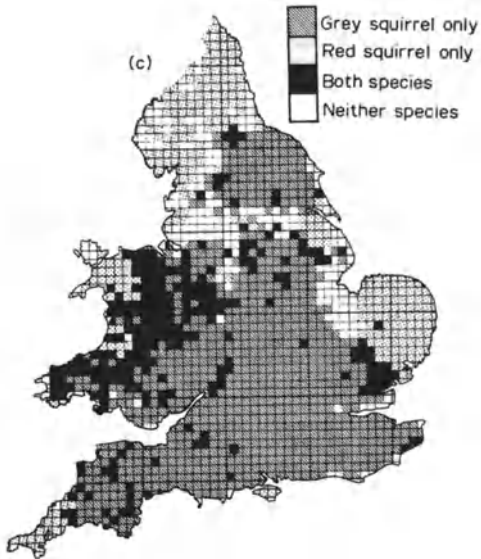 (c)
Grey squirrel only
Red squirrel only
Both species
Neither species